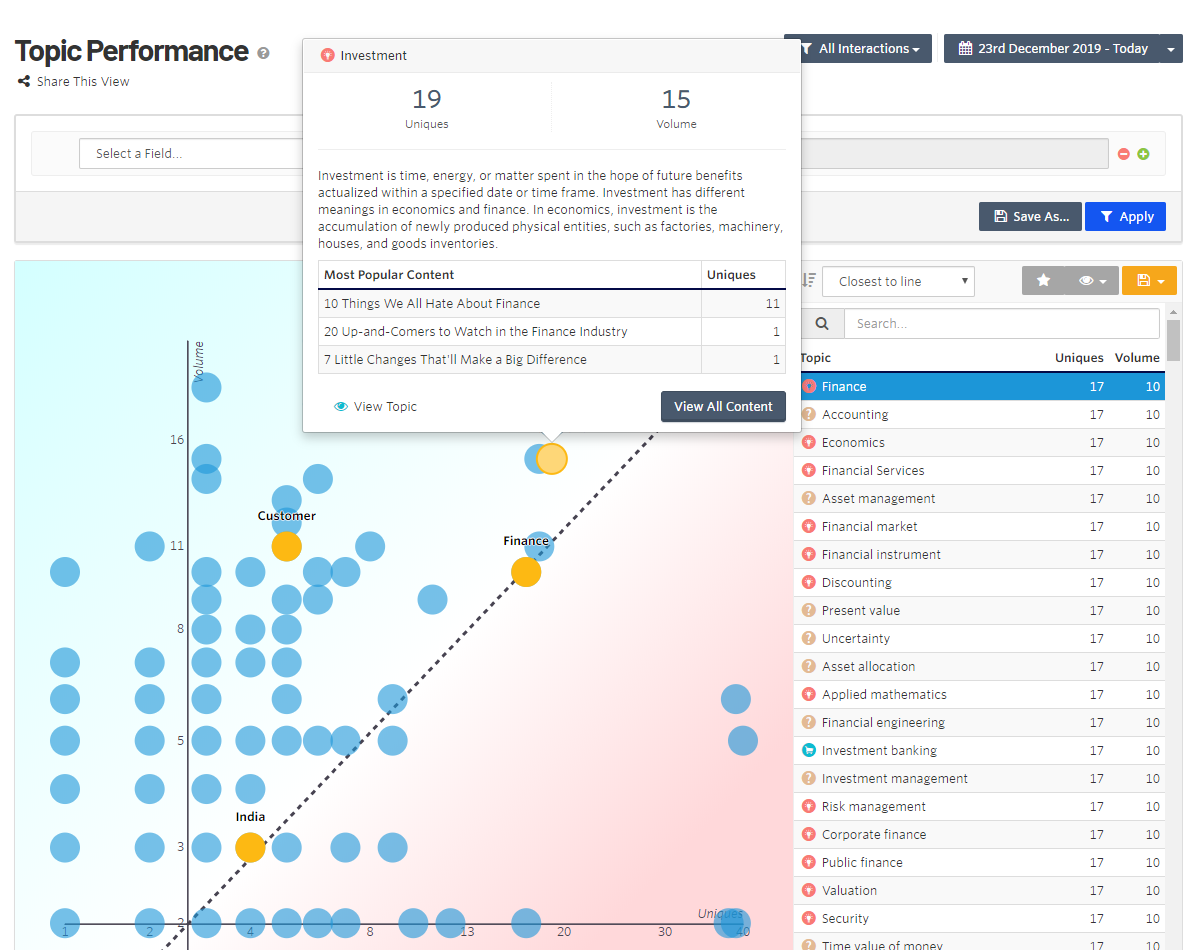 Topic Performance
Share This View
All Interactions
23rd December 2019 - Today
Investment
19
15
Uniques
Volume
Investment is time, energy, or matter spent in the hope of future benefits
actualized within a specified date or time frame. Investment has different
meanings in economics and finance. In economics, investment is the
accumulation of newly produced physical entities, such as factories, machinery,
houses, and goods inventories.
Most Popular Content Uniques
10 Things We All Hate About Finance 11
20 Up-and-Comers to Watch in the Finance Industry 1
7 Little Changes That'll Make a Big Difference 1
View Topic
View All Content
Select a Field...
Save As...
Apply
Closest to line
Search...
Topic Uniques Volume
Finance 17 10
Accounting 17 10
Economics 17 10
Financial Services 17 10
Asset management 17 10
Financial market 17 10
Financial instrument 17 10
Discounting 17 10
Present value 17 10
Uncertainty 17 10
Asset allocation 17 10
Applied mathematics 17 10
Financial engineering 17 10
Investment banking 17 10
Investment management 17 10
Risk management 17 10
Corporate finance 17 10
Public finance 17 10
Valuation 17 10
Security 17 10
Time value of money 17 10
Volume
16
11
8
5
3
2
Customer
Finance
India
Uniques
1 2 4 8 13 20 30 40